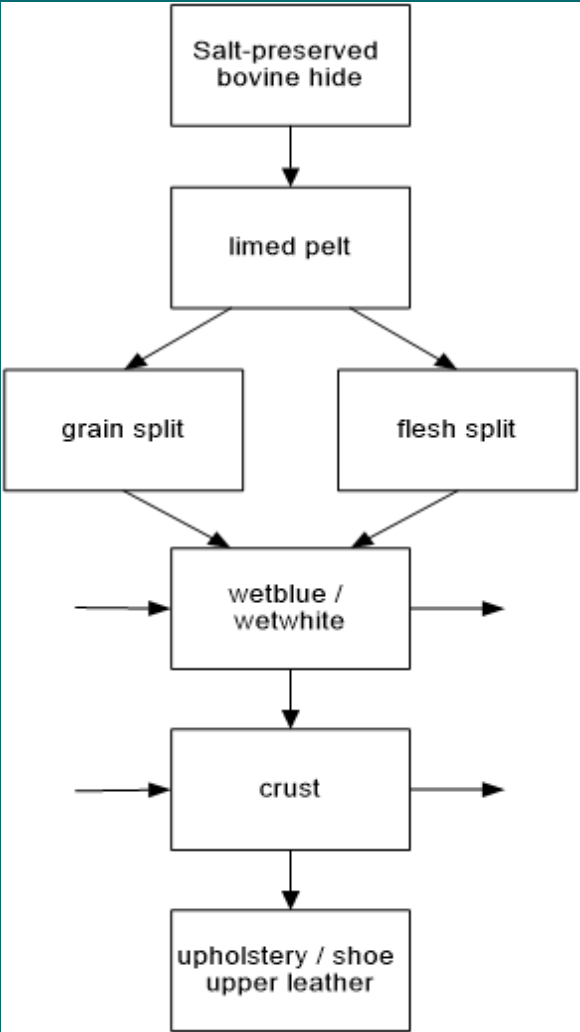 Salt-preserved
bovine hide
limed pelt
grain split
flesh split
wetblue /
wetwhite
crust
upholstery / shoe
upper leather